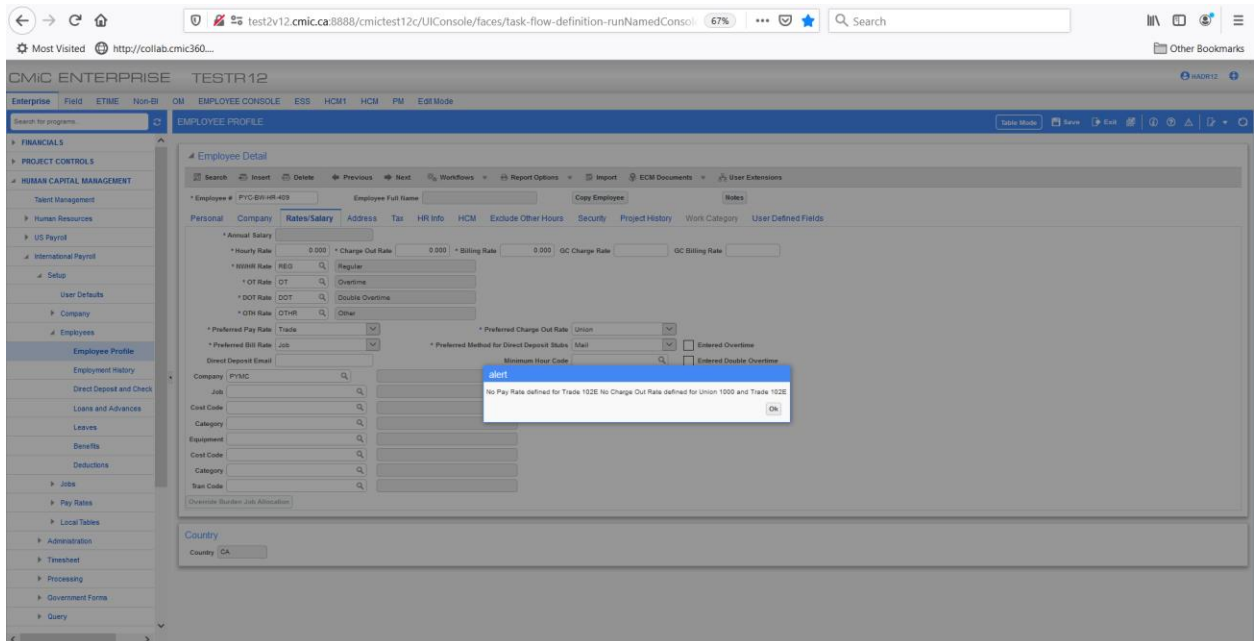 test2v12.cmic.ca:8888/cmictest12c/UIConsole/faces/task-flow-definition-runNamedConsol 67% Search
Most Visited http://collab.cmic360.... Other Bookmarks
CMiC ENTERPRISE TESTR12 HADR12
Enterprise Field ETIME Non-BI OM EMPLOYEE CONSOLE ESS HCM1 HCM PM Edit Mode
Search for programs... EMPLOYEE PROFILE Table Mode Save Exit
FINANCIALS
PROJECT CONTROLS
HUMAN CAPITAL MANAGEMENT
Talent Management
Human Resources
US Payroll
International Payroll
Setup
User Defaults
Company
Employees
Employee Profile
Employment History
Direct Deposit and Check
Loans and Advances
Leaves
Benefits
Deductions
Jobs
Pay Rates
Local Tables
Administration
Timesheet
Processing
Government Forms
Query
Employee Detail
Search Insert Delete Previous Next Workflows Report Options Import ECM Documents User Extensions
* Employee # PYC-BW-HR-409 Employee Full Name Copy Employee Notes
Personal Company Rates/Salary Address Tax HR Info HCM Exclude Other Hours Security Project History Work Category User Defined Fields
* Annual Salary
* Hourly Rate 0.000 * Charge Out Rate 0.000 * Billing Rate 0.000 GC Charge Rate GC Billing Rate
* NWHR Rate REG Regular
* OT Rate OT Overtime
* DOT Rate DOT Double Overtime
* OTH Rate OTHR Other
* Preferred Pay Rate Trade * Preferred Charge Out Rate Union
* Preferred Bill Rate Job * Preferred Method for Direct Deposit Stubs Mail Entered Overtime
Direct Deposit Email Minimum Hour Code Entered Double Overtime
Company PYMC
Job
Cost Code
Category
Equipment
Cost Code
Category
Tran Code
Override Burden Job Allocation
alert
No Pay Rate defined for Trade 102E No Charge Out Rate defined for Union 1000 and Trade 102E
Ok
Country
Country CA